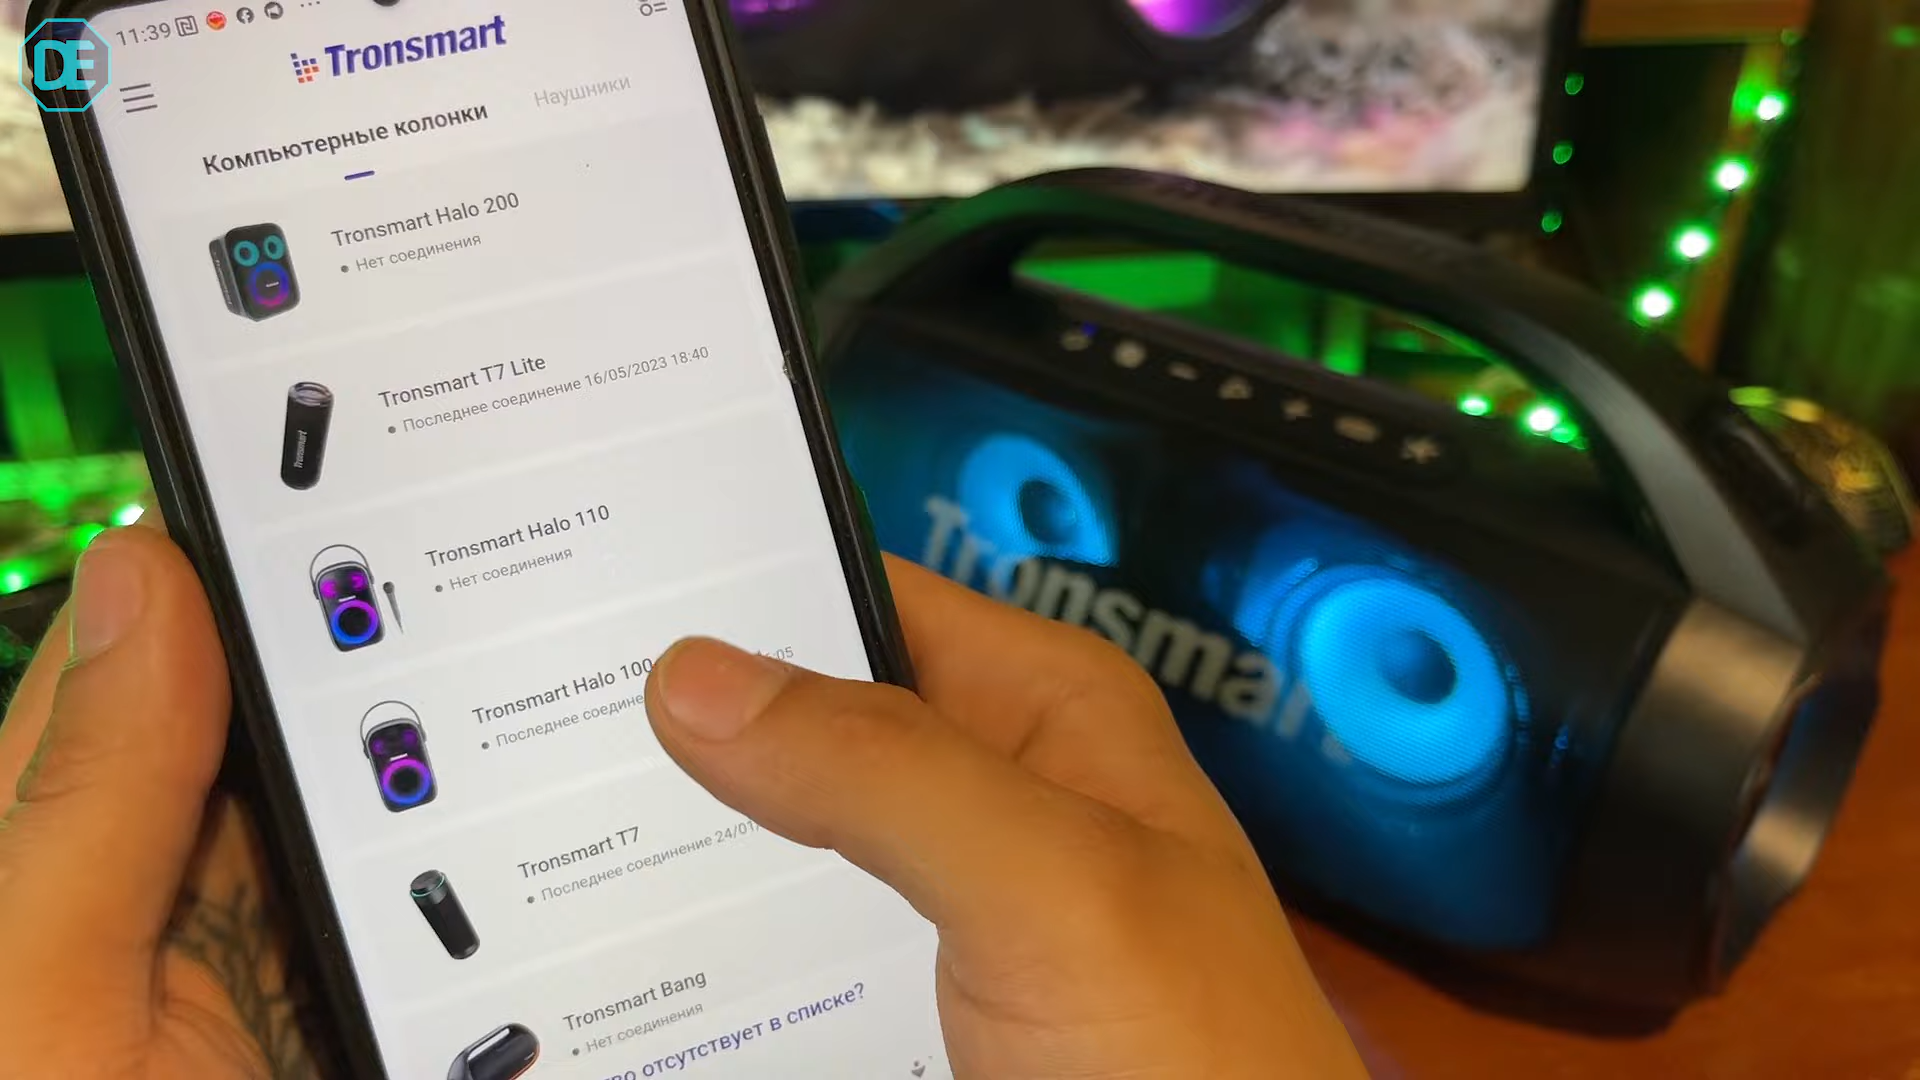 DE
11:39
Tronsmart
Компьютерные колонки
Наушники
Tronsmart Halo 200
Нет соединения
Tronsmart T7 Lite
Последнее соединение 16/05/2023 18:40
Tronsmart
Tronsmart Halo 110
Нет соединения
Tronsmart Halo 100
Последнее
Tronsmart T7
Последнее соединение 24/01/
Tronsmart Bang
Нет соединения
отсутствует в списке?
Tronsmart